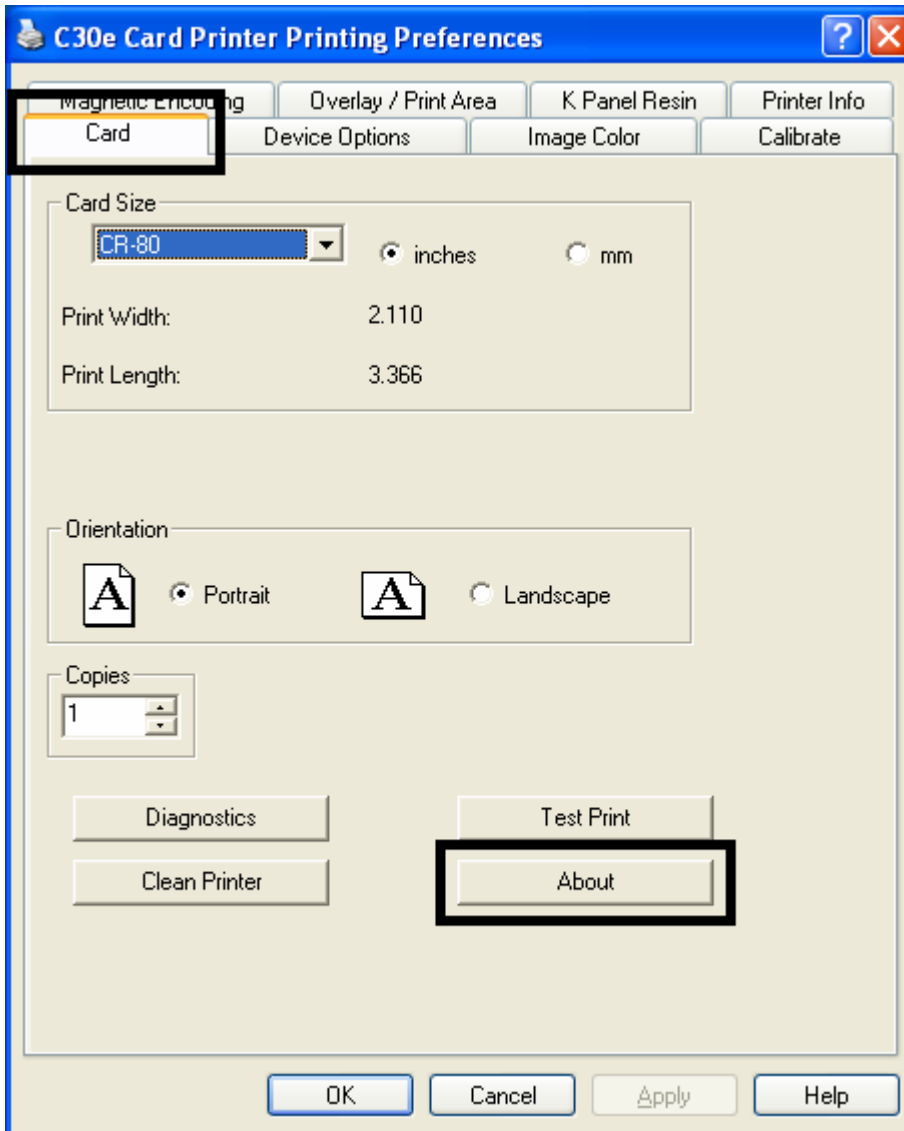 C30e Card Printer Printing Preferences
Magnetic Encoding Overlay / Print Area K Panel Resin Printer Info
Card Device Options Image Color Calibrate
Card Size
CR-80 inches mm
Print Width: 2.110
Print Length: 3.366
Orientation
A Portrait A Landscape
Copies
1
Diagnostics Test Print
Clean Printer About
OK Cancel Apply Help